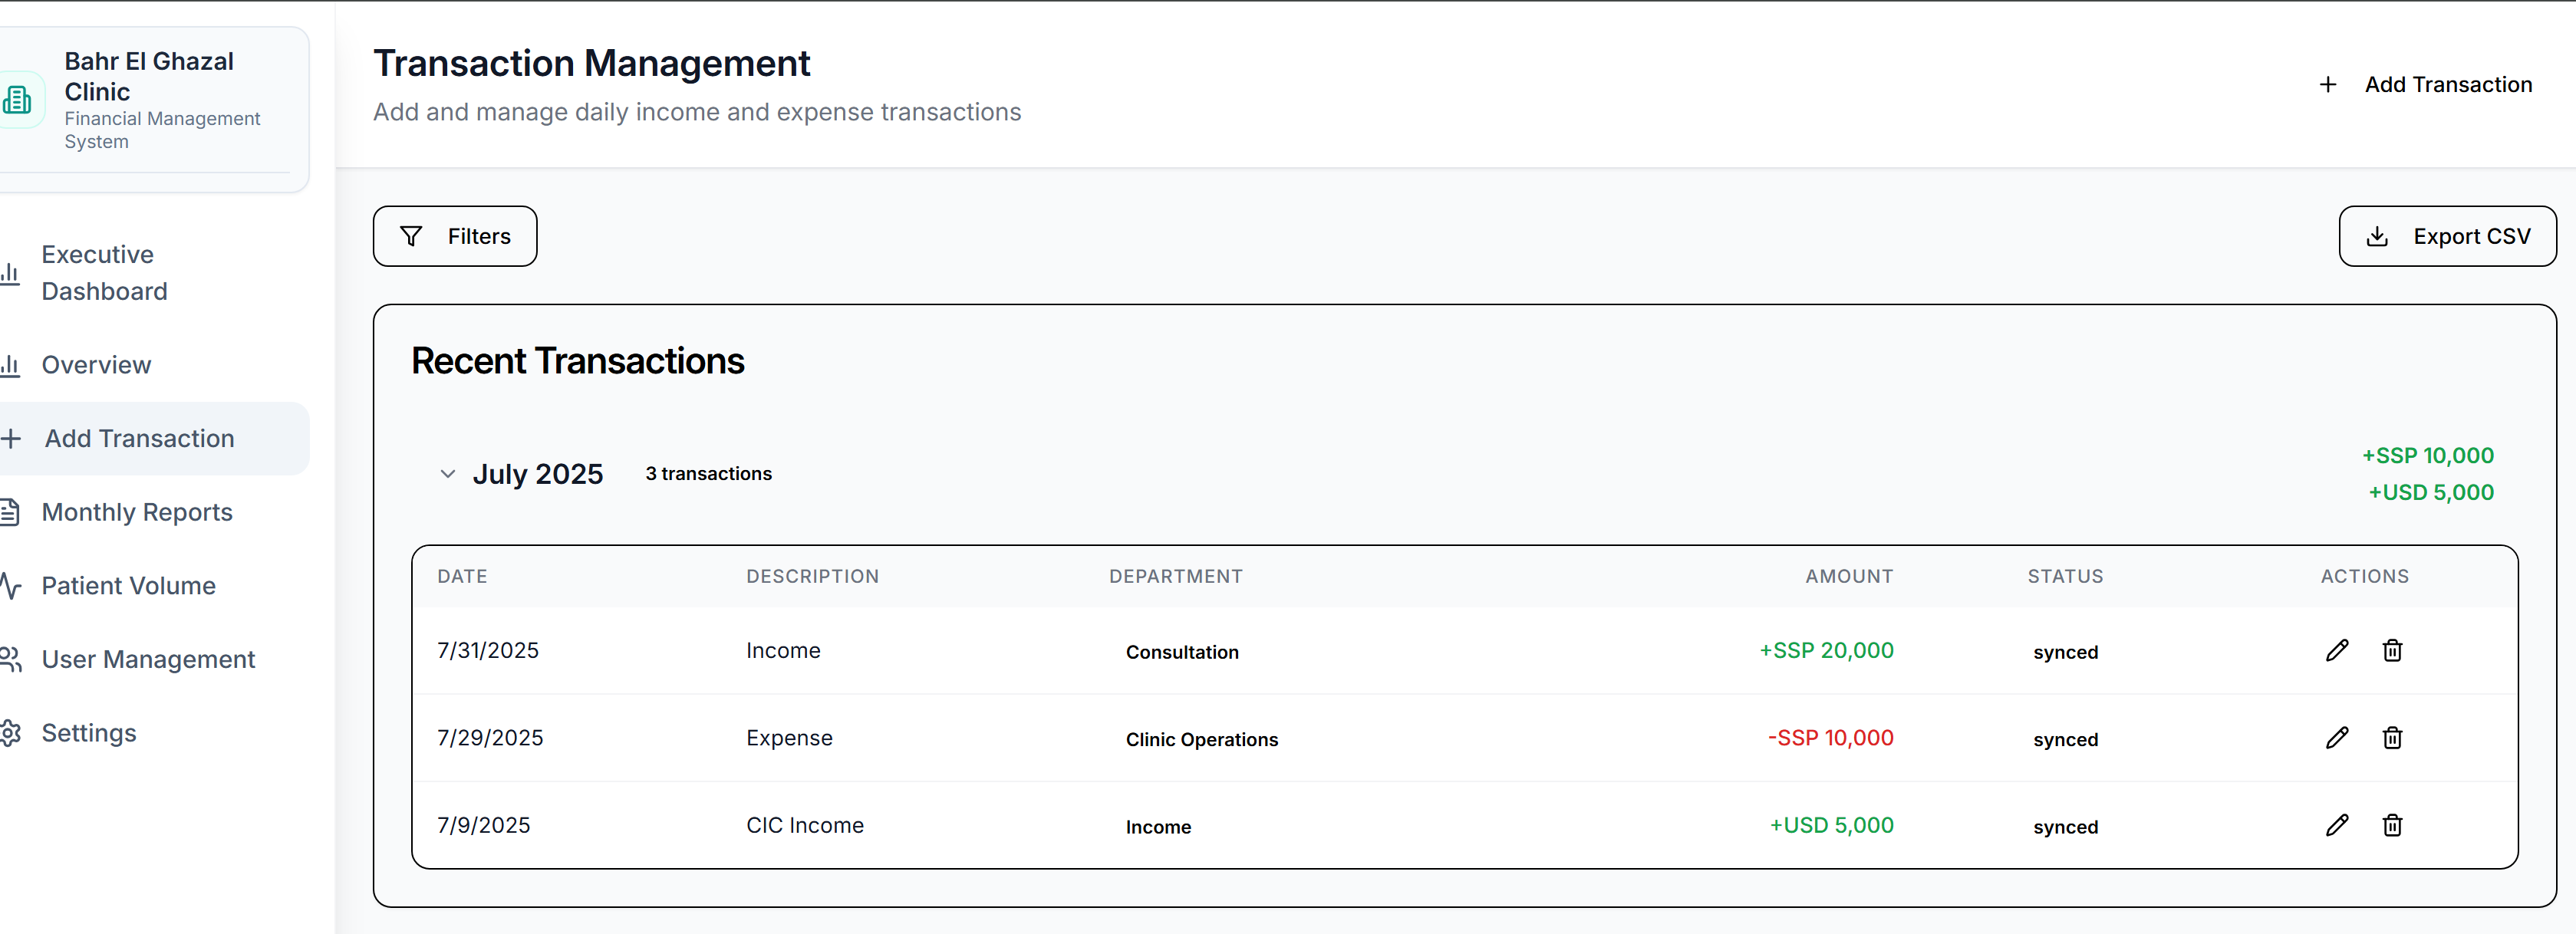 Bahr El Ghazal
Clinic
Financial Management
System
Executive
Dashboard
Overview
Add Transaction
Monthly Reports
Patient Volume
User Management
Settings
Transaction Management
Add and manage daily income and expense transactions
Add Transaction
Filters
Export CSV
Recent Transactions
July 2025 3 transactions
+SSP 10,000
+USD 5,000
DATE DESCRIPTION DEPARTMENT AMOUNT STATUS ACTIONS
7/31/2025 Income Consultation +SSP 20,000 synced
7/29/2025 Expense Clinic Operations -SSP 10,000 synced
7/9/2025 CIC Income Income +USD 5,000 synced